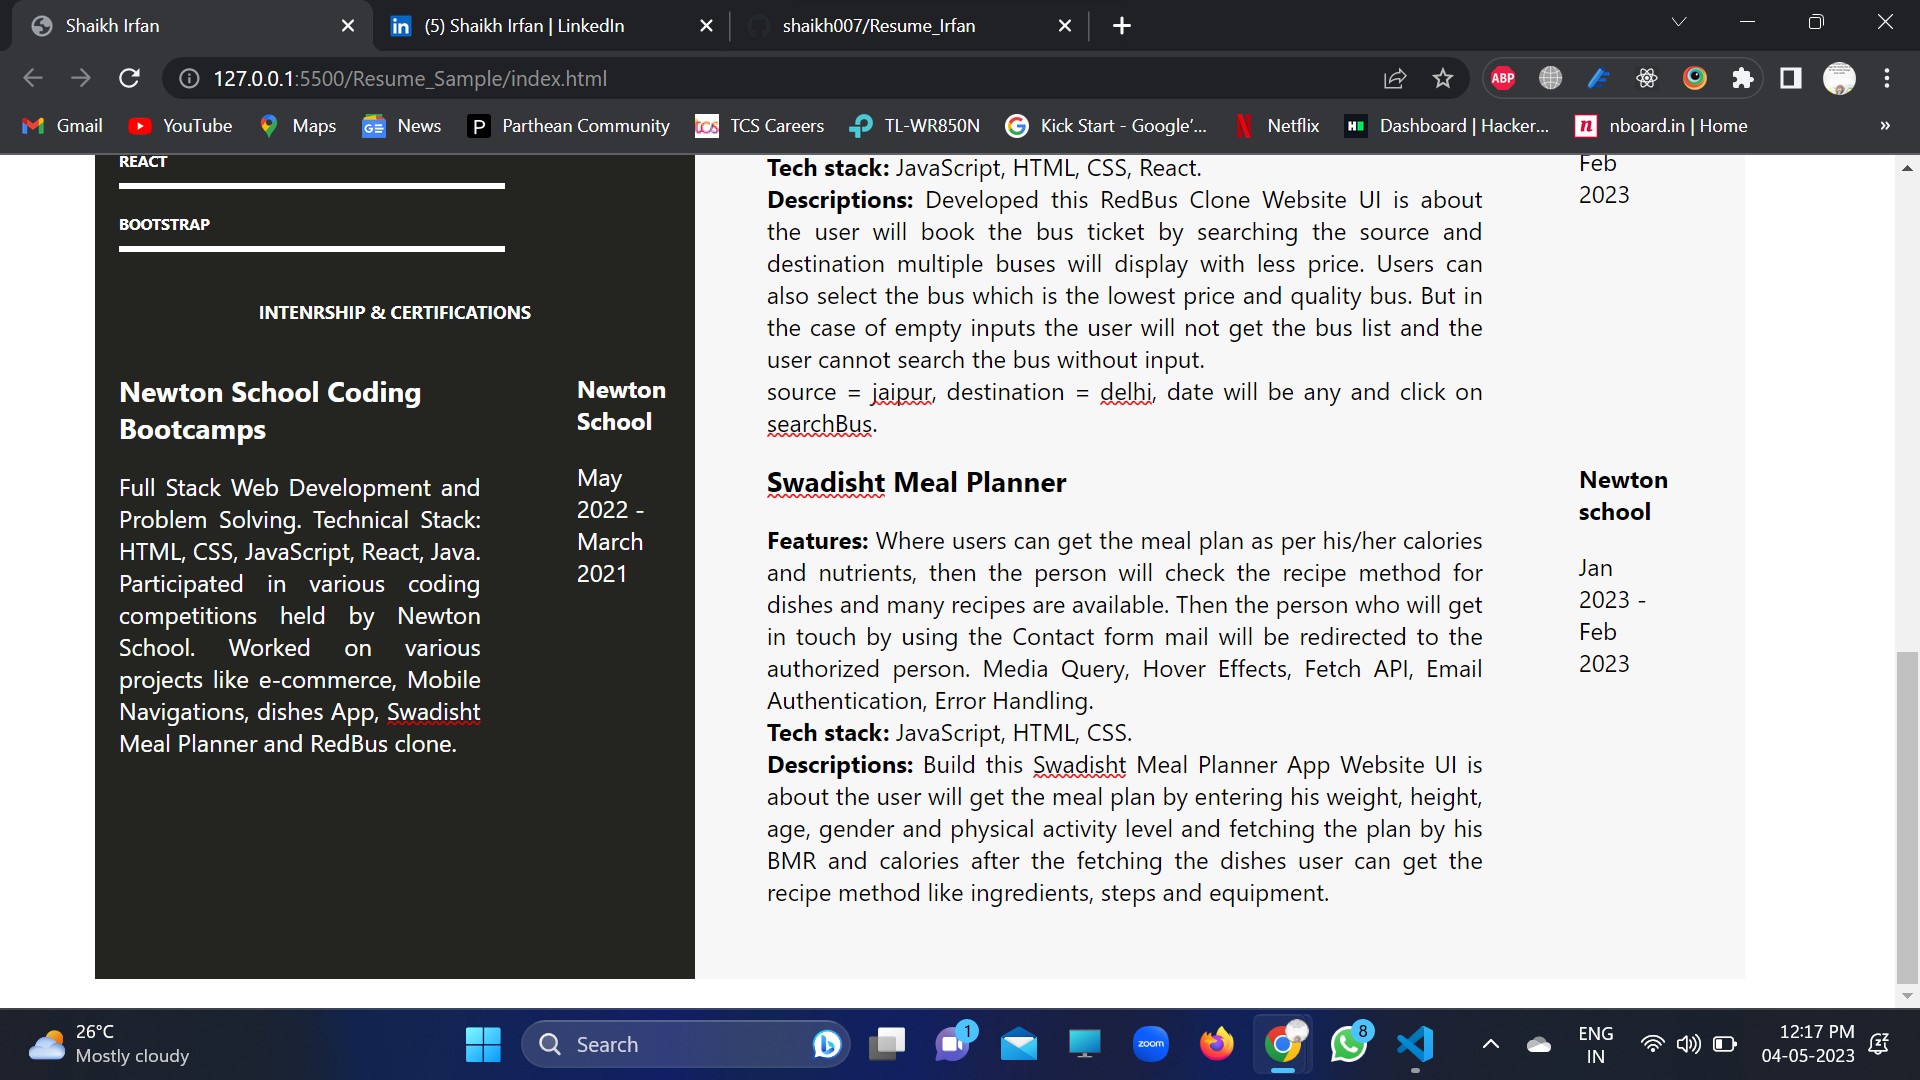 Shaikh Irfan
(5) Shaikh Irfan | LinkedIn
shaikh007/Resume_Irfan
127.0.0.1:5500/Resume_Sample/index.html
ABP
Gmail
YouTube
Maps
GE
News
P
Parthean Community
tcs
TCS Careers
TL-WR850N
G
Kick Start - Google’...
N
Netflix
Dashboard | Hacker...
n
nboard.in | Home
»
REACT
BOOTSTRAP
INTENRSHIP & CERTIFICATIONS
Newton School Coding
Bootcamps
Newton
School
May
2022 -
March
2021
Full Stack Web Development and
Problem Solving. Technical Stack:
HTML, CSS, JavaScript, React, Java.
Participated in various coding
competitions held by Newton
School. Worked on various
projects like e-commerce, Mobile
Navigations, dishes App, Swadisht
Meal Planner and RedBus clone.
Tech stack: JavaScript, HTML, CSS, React.
Descriptions: Developed this RedBus Clone Website UI is about
the user will book the bus ticket by searching the source and
destination multiple buses will display with less price. Users can
also select the bus which is the lowest price and quality bus. But in
the case of empty inputs the user will not get the bus list and the
user cannot search the bus without input.
source = jaipur, destination = delhi, date will be any and click on
searchBus.
Feb
2023
Swadisht Meal Planner
Features: Where users can get the meal plan as per his/her calories
and nutrients, then the person will check the recipe method for
dishes and many recipes are available. Then the person who will get
in touch by using the Contact form mail will be redirected to the
authorized person. Media Query, Hover Effects, Fetch API, Email
Authentication, Error Handling.
Tech stack: JavaScript, HTML, CSS.
Descriptions: Build this Swadisht Meal Planner App Website UI is
about the user will get the meal plan by entering his weight, height,
age, gender and physical activity level and fetching the plan by his
BMR and calories after the fetching the dishes user can get the
recipe method like ingredients, steps and equipment.
Newton
school
Jan
2023 -
Feb
2023
26°C
Mostly cloudy
Search
1
zoom
8
ENG
IN
12:17 PM
04-05-2023